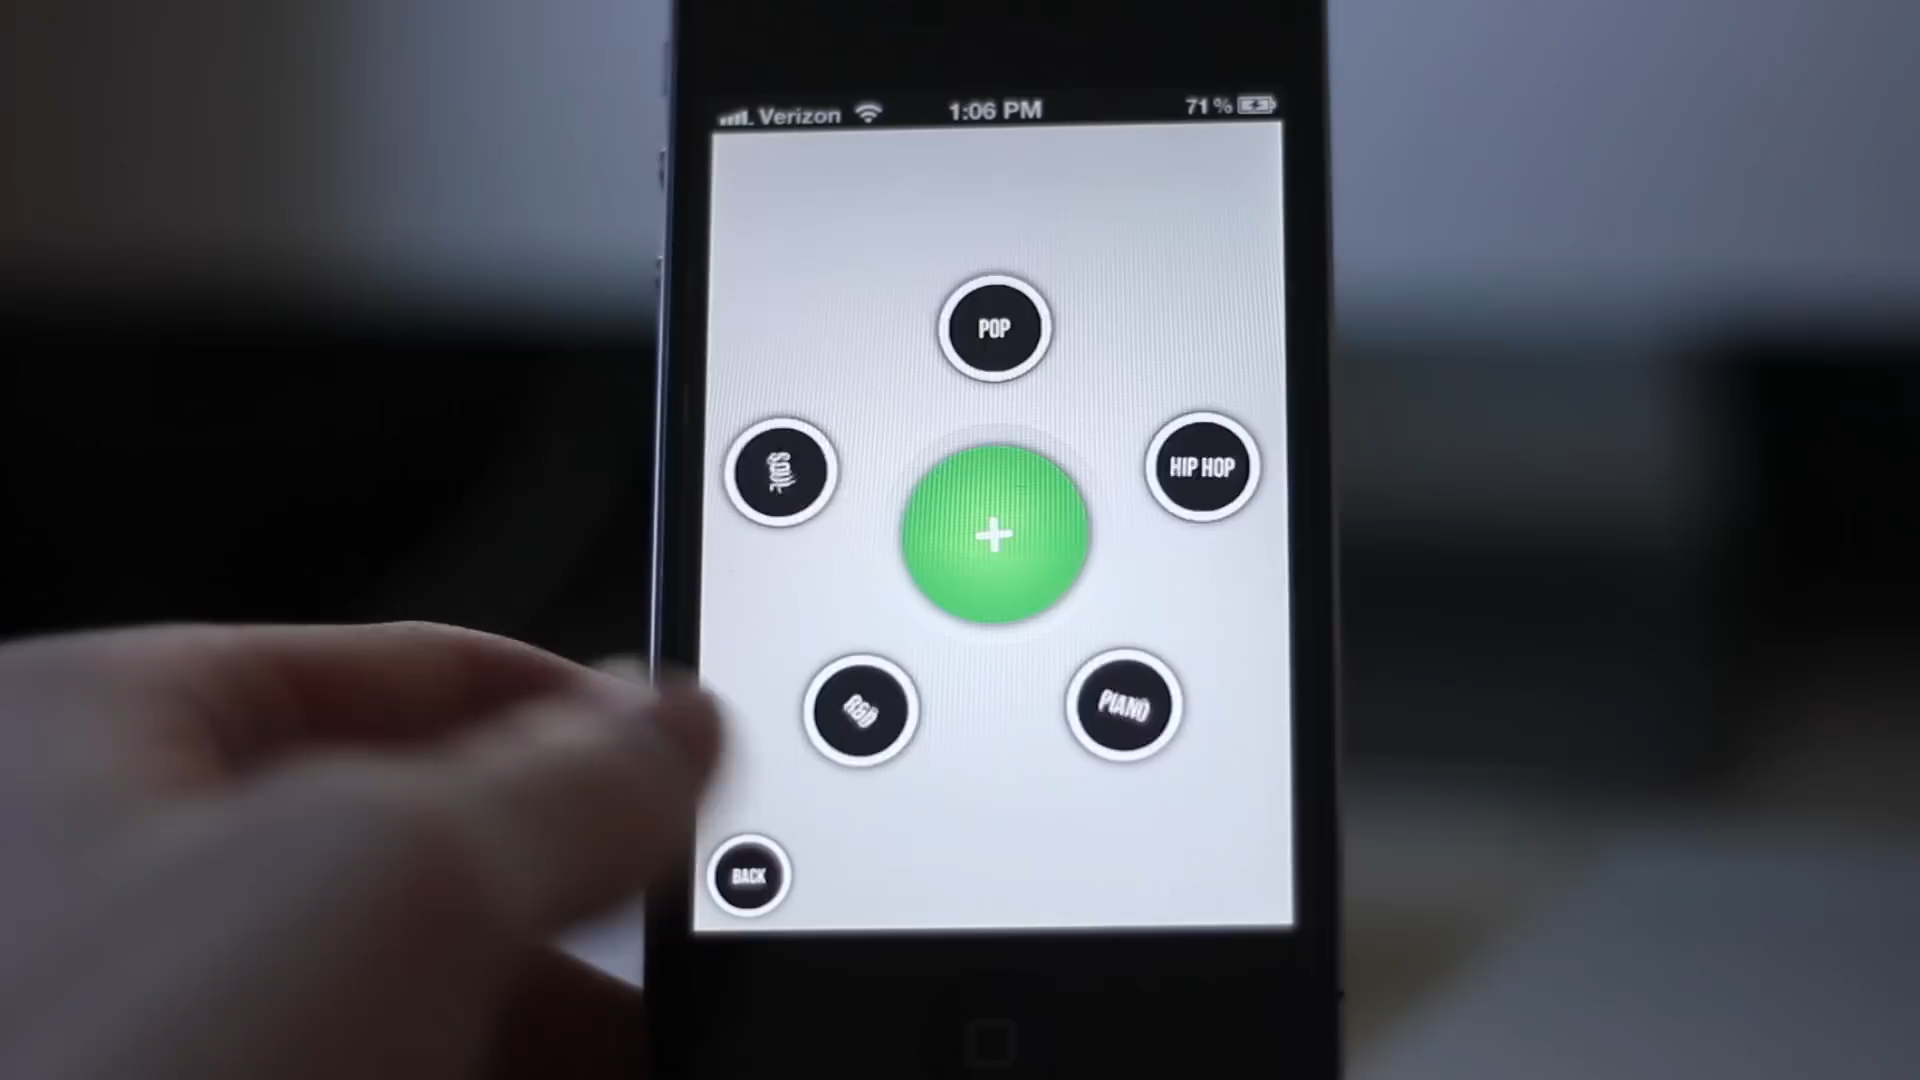 Verizon 1:06 PM 71%
POP
SOUL
HIP HOP
+
R&B
PIANO
BACK